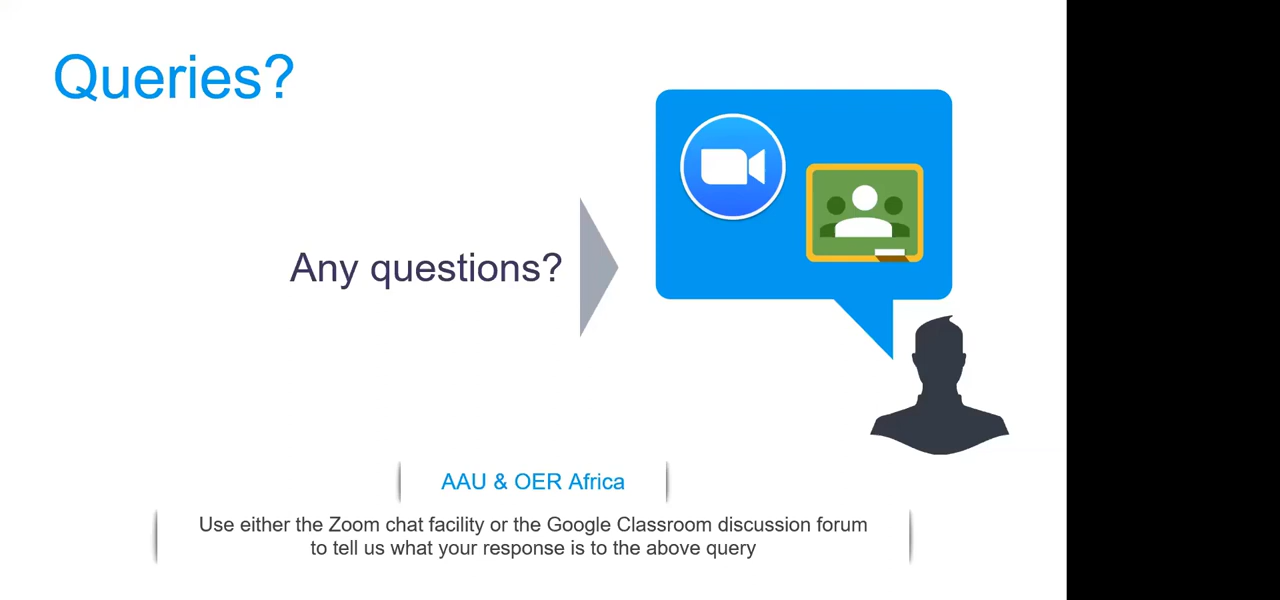 Queries?
Any questions?
AAU & OER Africa
Use either the Zoom chat facility or the Google Classroom discussion forum
to tell us what your response is to the above query